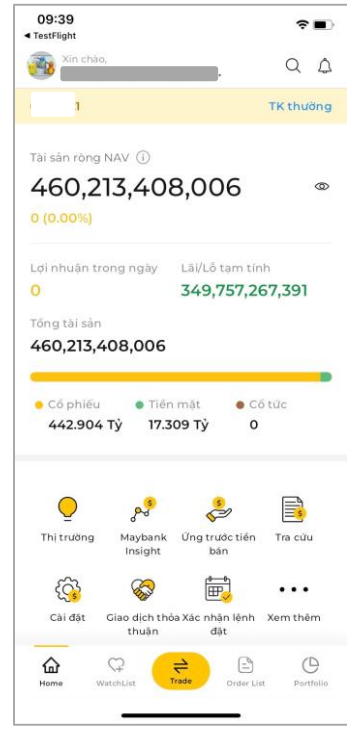 09:39
◀ TestFlight
Xin chào,
TK thường
Tài sản ròng NAV
460,213,408,006
0 (0.00%)
Lợi nhuận trong ngày Lãi/Lỗ tạm tính
0 349,757,267,391
Tổng tài sản
460,213,408,006
Cổ phiếu Tiền mặt Cổ tức
442.904 Tỷ 17.309 Tỷ 0
Thị trường Maybank Insight Ứng trước tiền bán Tra cứu
Cài đặt Giao dịch thỏa thuận Xác nhận lệnh đặt Xem thêm
Home WatchList Trade Order List Portfolio